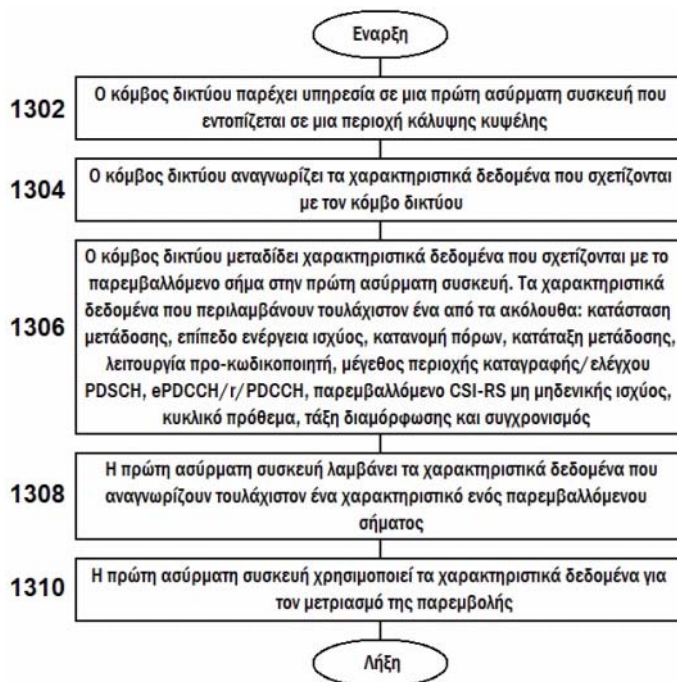 Εναρξη
1302
Ο κόμβος δικτύου παρέχει υπηρεσία σε μια πρώτη ασύρματη συσκευή που
εντοπίζεται σε μια περιοχή κάλυψης κυψέλης
1304
Ο κόμβος δικτύου αναγνωρίζει τα χαρακτηριστικά δεδομένα που σχετίζονται
με τον κόμβο δικτύου
1306
Ο κόμβος δικτύου μεταδίδει χαρακτηριστικά δεδομένα που σχετίζονται με το
παρεμβαλλόμενο σήμα στην πρώτη ασύρματη συσκευή. Τα χαρακτηριστικά
δεδομένα που περιλαμβάνουν τουλάχιστον ένα από τα ακόλουθα: κατάσταση
μετάδοσης, επίπεδο ενέργεια ισχύος, κατανομή πόρων, κατάταξη μετάδοσης,
λειτουργία προ-κωδικοποιητή, μέγεθος περιοχής καταγραφής/ελέγχου
PDSCH, ePDCCH/r/PDCCH, παρεμβαλλόμενο CSI-RS μη μηδενικής ισχύος,
κυκλικό πρόθεμα, τάξη διαμόρφωσης και συγχρονισμός
1308
Η πρώτη ασύρματη συσκευή λαμβάνει τα χαρακτηριστικά δεδομένα που
αναγνωρίζουν τουλάχιστον ένα χαρακτηριστικό ενός παρεμβαλλόμενου
σήματος
1310
Η πρώτη ασύρματη συσκευή χρησιμοποιεί τα χαρακτηριστικά δεδομένα για
τον μετριασμό της παρεμβολής
Λήξη